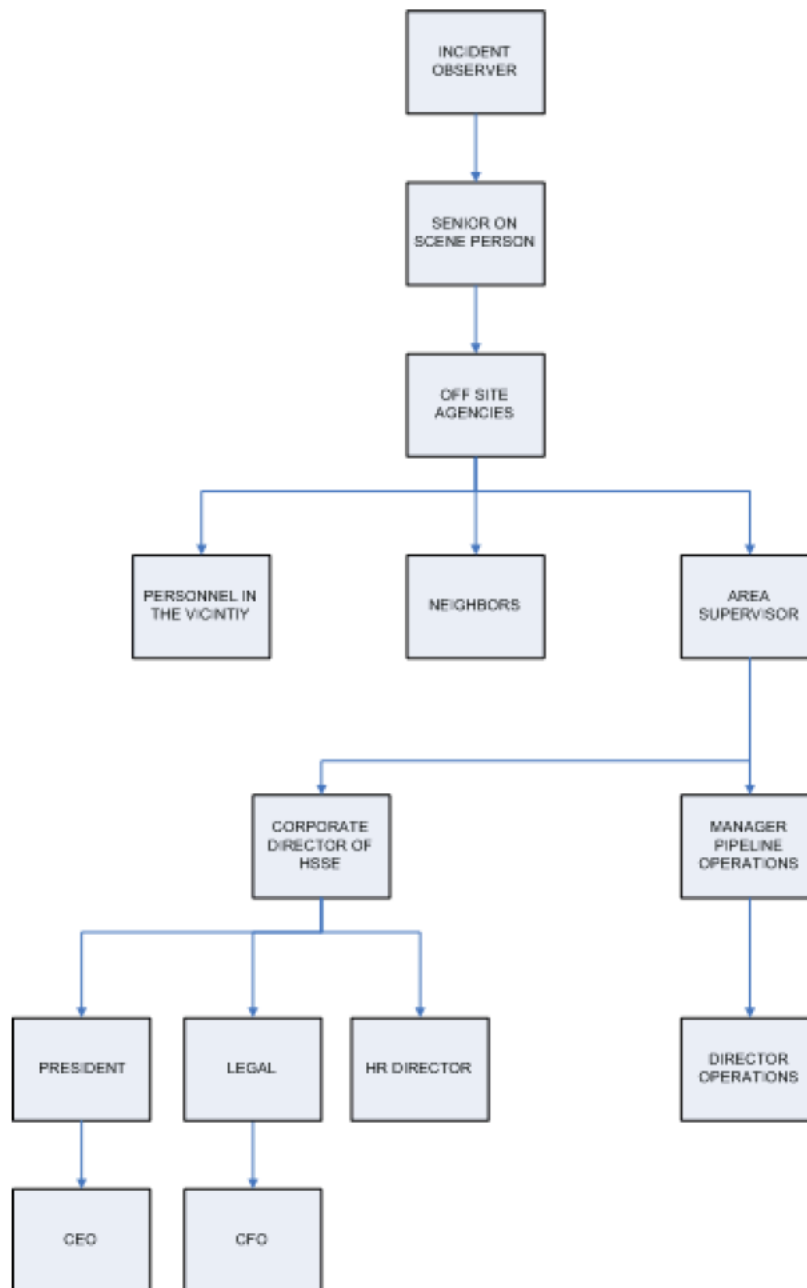 INCIDENT
OBSERVER
SENIOR ON
SCENE PERSON
OFF SITE
AGENCIES
PERSONNEL IN
THE VICINTIY
NEIGHBORS
AREA
SUPERVISOR
CORPORATE
DIRECTOR OF
HSSE
MANAGER
PIPELINE
OPERATIONS
PRESIDENT
LEGAL
HR DIRECTOR
DIRECTOR
OPERATIONS
CEO
CFO